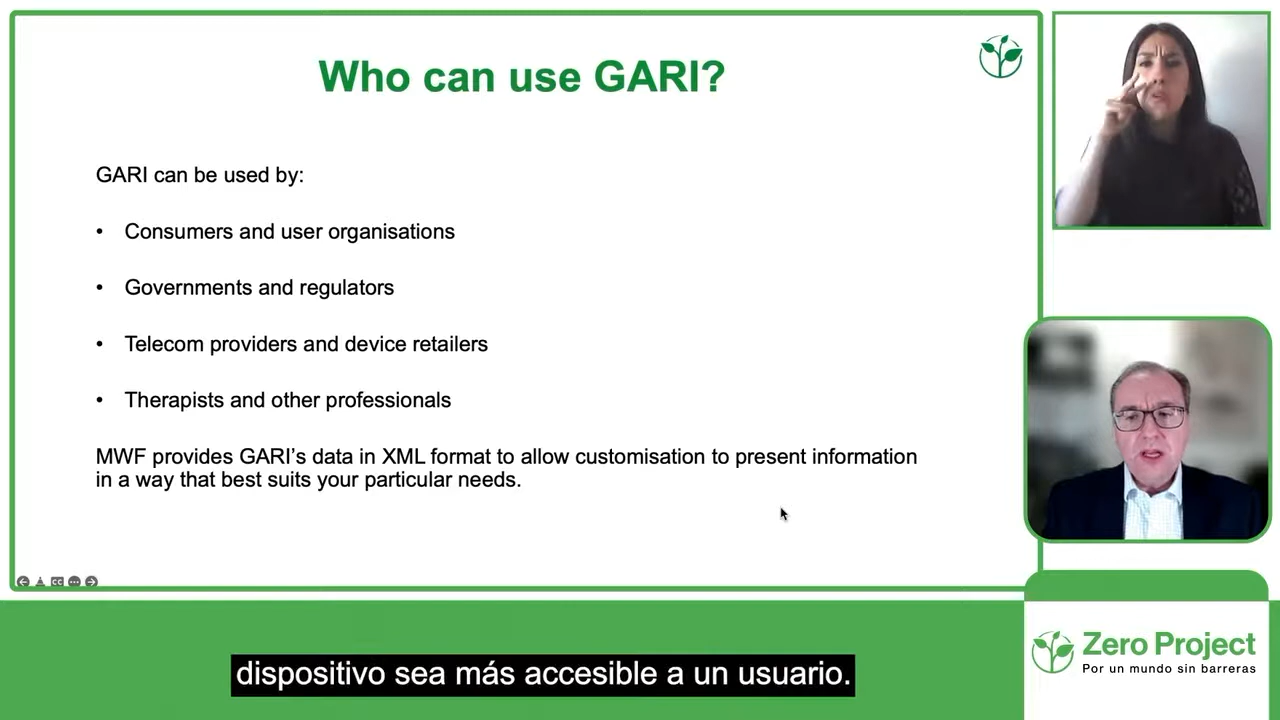 Who can use GARI?
GARI can be used by:
• Consumers and user organisations
• Governments and regulators
• Telecom providers and device retailers
• Therapists and other professionals
MWF provides GARI’s data in XML format to allow customisation to present information
in a way that best suits your particular needs.
dispositivo sea más accesible a un usuario.
Zero Project
Por un mundo sin barreras